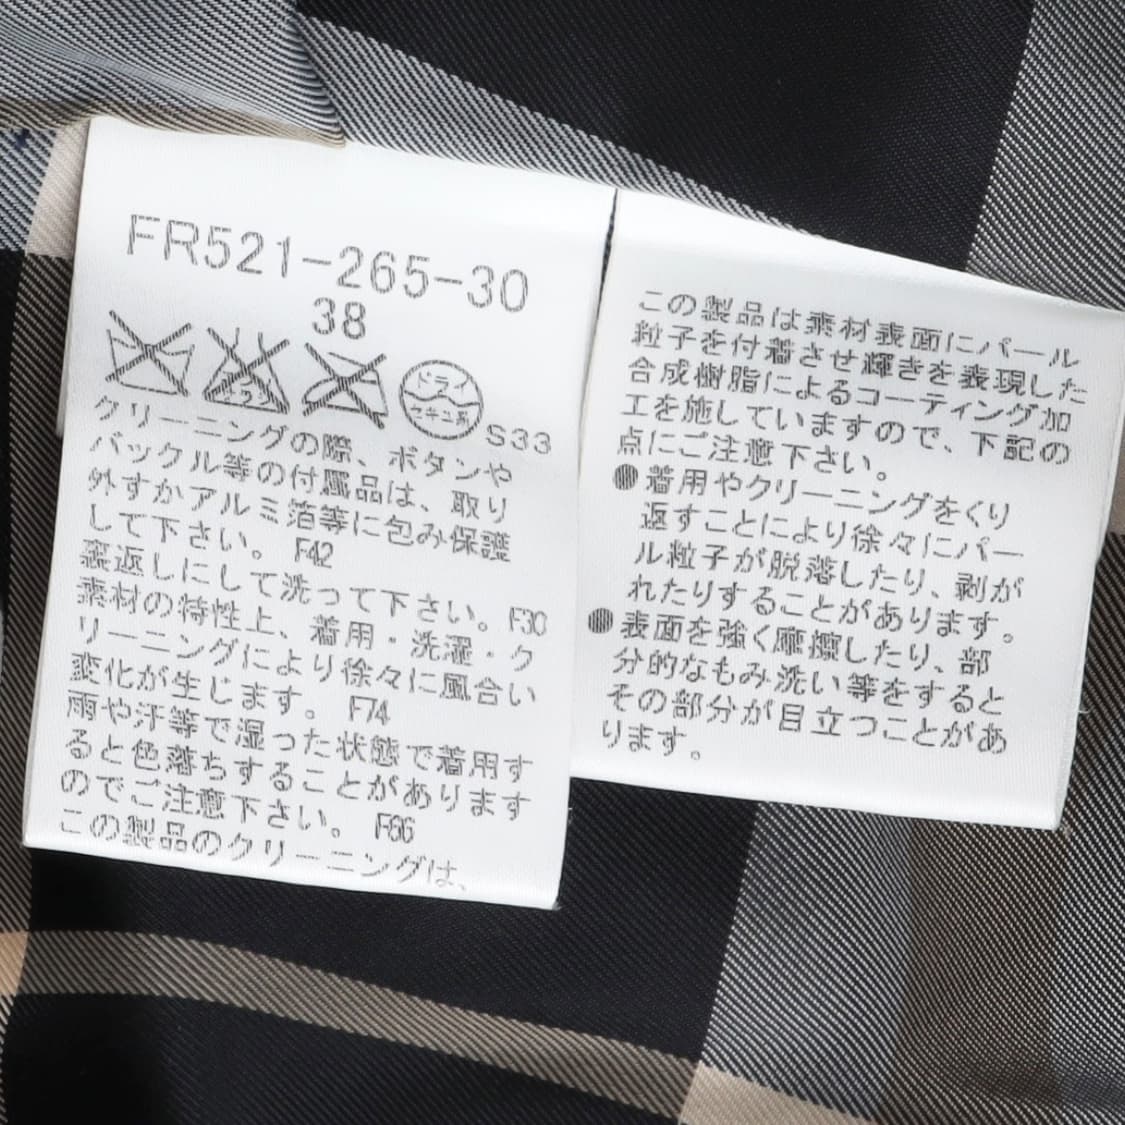 FR521-265-30
38
エンソサラシ
ドライ
セキユ系
S33
クリーニングの際、ボタンや
バックル等の付属品は、取り
外すかアルミ箔等に包み保護
して下さい。 F42
裏返しにして洗って下さい。F30
素材の特性上、着用・洗濯・ク
リーニングにより徐々に風合い
変化が生じます。 F74
雨や汗等で湿った状態で着用す
ると色落ちすることがあります
のでご注意下さい。 F66
この製品のクリーニングは、
この製品は素材表面にパール
粒子を付着させ輝きを表現した
合成樹脂によるコーティング加
工を施していますので、下記の
点にご注意下さい。
●着用やクリーニングをくり
返すことにより徐々にパー
ル粒子が脱落したり、剥が
れたりすることがあります。
●表面を強く摩擦したり、部
分的なもみ洗い等をすると
その部分が目立つことがあ
ります。